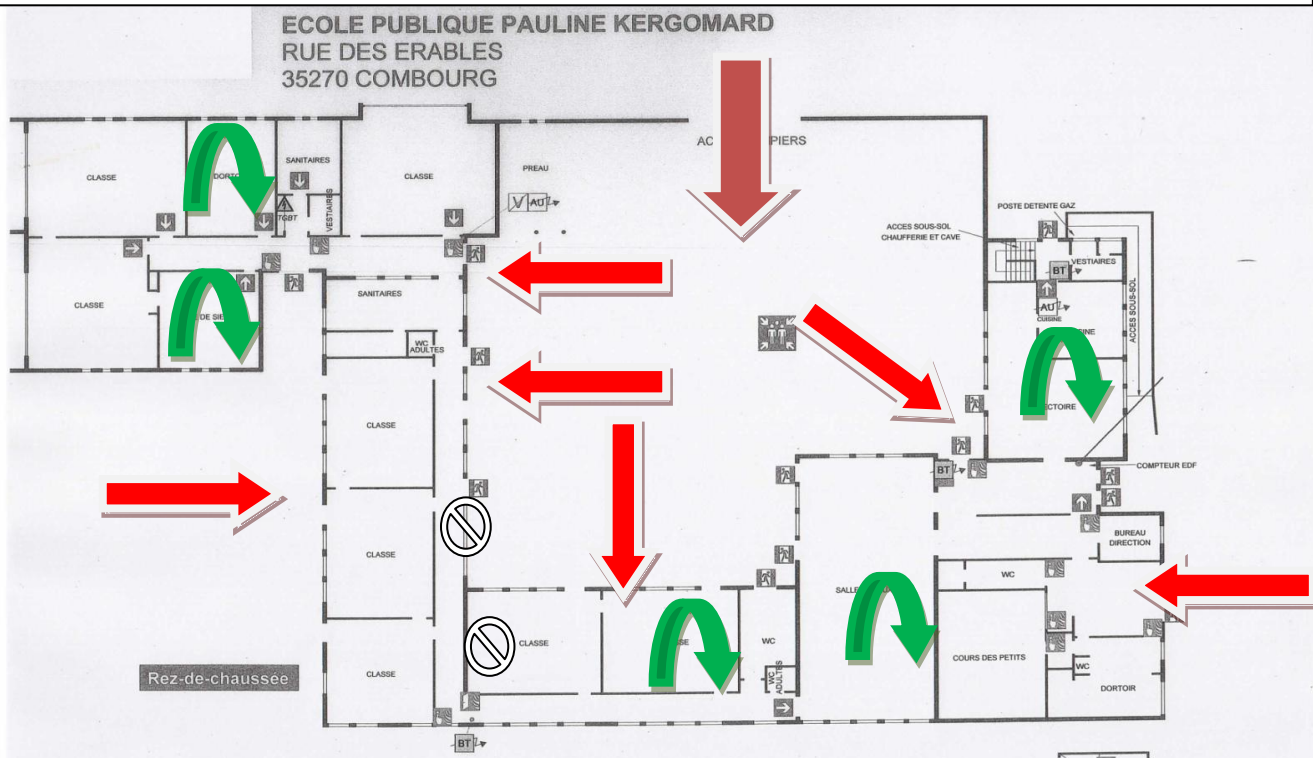 ECOLE PUBLIQUE PAULINE KERGOMARD
RUE DES ERABLES
35270 COMBOURG
CLASSE
SANITAIRES
VESTIAIRES
TGBT
CLASSE
PREAU
AU
POSTE DETENTE GAZ
ACCES SOUS-SOL
CHAUFFERIE ET CAVE
VESTIAIRES
BT
AU
CUISINE
ACCES SOUS-SOL
CLASSE
SANITAIRES
WC
ADULTES
CLASSE
BT
COMPTEUR EDF
CLASSE
BUREAU
DIRECTION
WC
CLASSE
WC
SALLE
COURS DES PETITS
CLASSE
WC
ADULTES
WC
DORTOIR
Rez-de-chaussée
BT